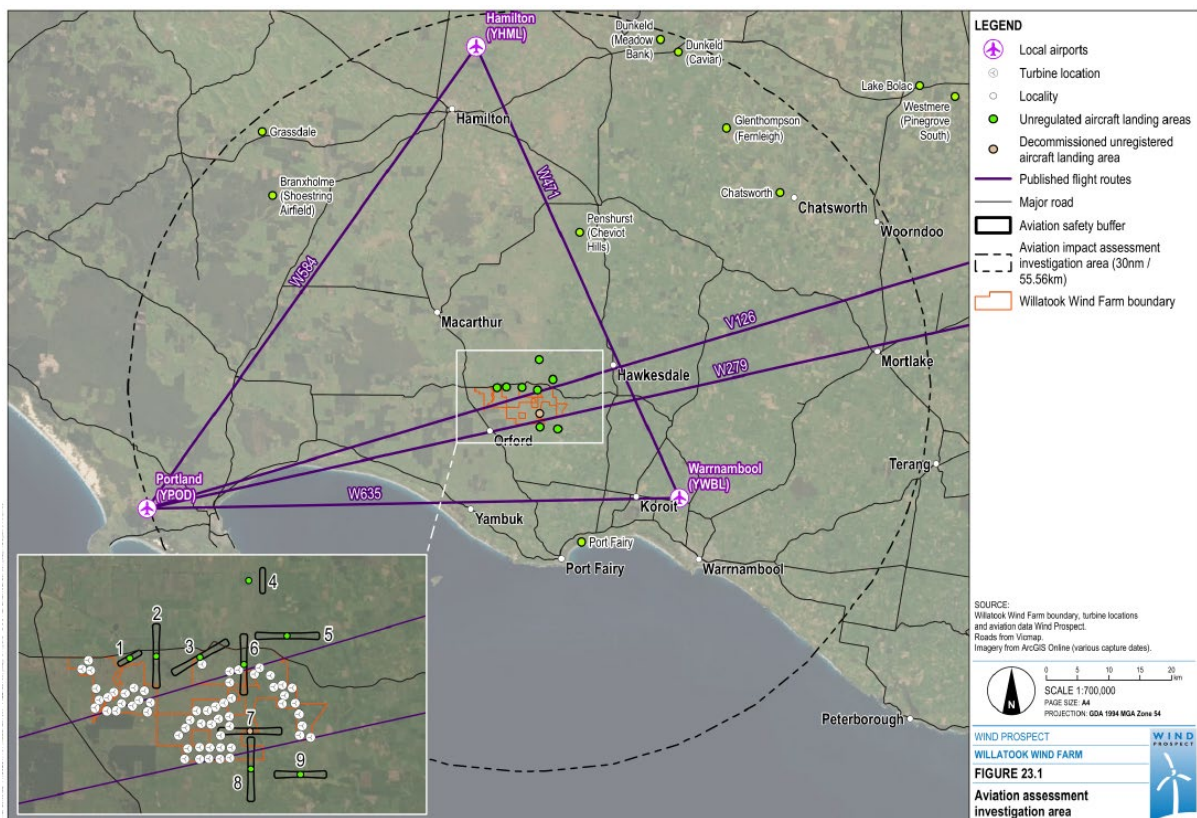 Hamilton
(YHML)
Dunkeld
(Meadow
Bank)
Dunkeld
(Caviar)
Lake Bolac
Westmere
(Pinegrove
South)
Hamilton
Grassdale
Glenthompson
(Fernleigh)
Branxholme
(Shoestring
Airfield)
W471
Chatsworth
Chatsworth
Penshurst
(Cheviot
Hills)
Woorndoo
W584
Macarthur
V126
W279
Mortlake
Hawkesdale
Orford
Portland
(YPOD)
Warrnambool
(YWBL)
Terang
W635
Koroit
Yambuk
Port Fairy
Port Fairy
Warrnambool
Peterborough
4
2
1
3
6
5
7
8
9
LEGEND
Local airports
Turbine location
Locality
Unregulated aircraft landing areas
Decommissioned unregistered
aircraft landing area
Published flight routes
Major road
Aviation safety buffer
Aviation impact assessment
investigation area (30nm /
55.56km)
Willatook Wind Farm boundary
SOURCE:
Willatook Wind Farm boundary, turbine locations
and aviation data Wind Prospect.
Roads from Vicmap.
Imagery from ArcGIS Online (various capture dates).
0 5 10 15 20
km
N
SCALE 1:700,000
PAGE SIZE: A4
PROJECTION: GDA 1994 MGA Zone 54
WIND PROSPECT
WILLATOOK WIND FARM
FIGURE 23.1
Aviation assessment
investigation area
WIND
PROSPECT